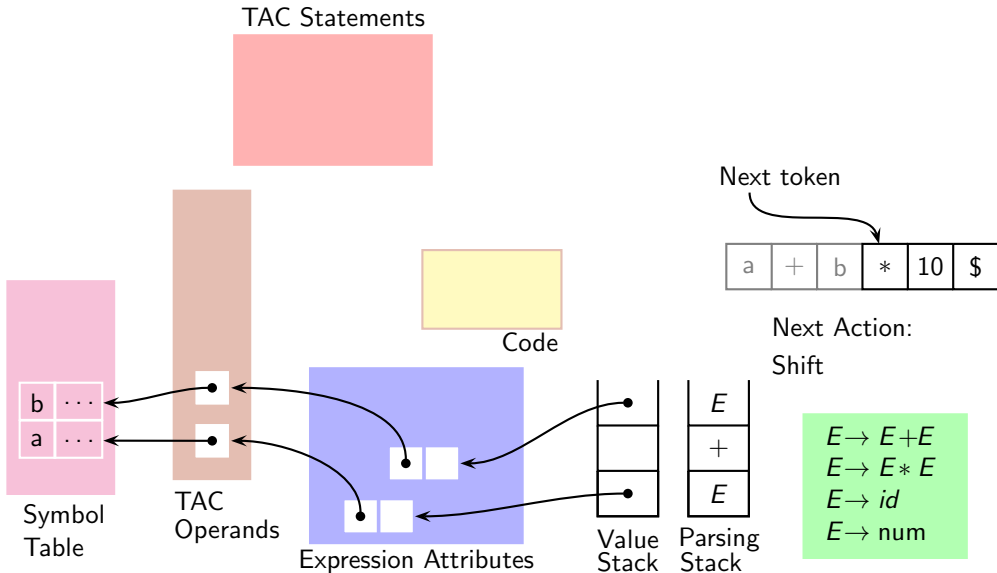 TAC Statements
Next token
a + b * 10 $
Code
Next Action:
Shift
b ···
a ···
E
+
E
E → E + E
E → E * E
E → id
E → num
Symbol
Table
TAC
Operands
Expression Attributes
Value
Stack
Parsing
Stack